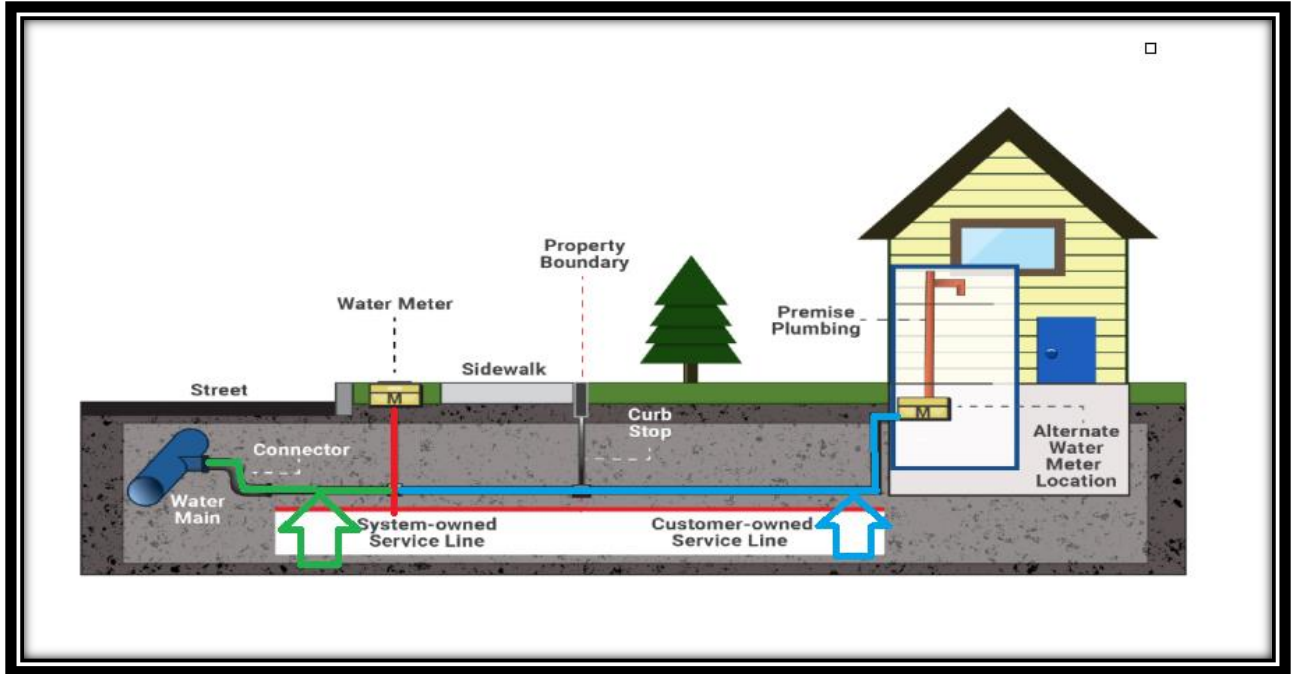 Property
Boundary
Water Meter
Premise
Plumbing
Sidewalk
Street
M
M
Curb
Stop
Connector
Alternate
Water
Meter
Location
Water
Main
System-owned
Service Line
Customer-owned
Service Line